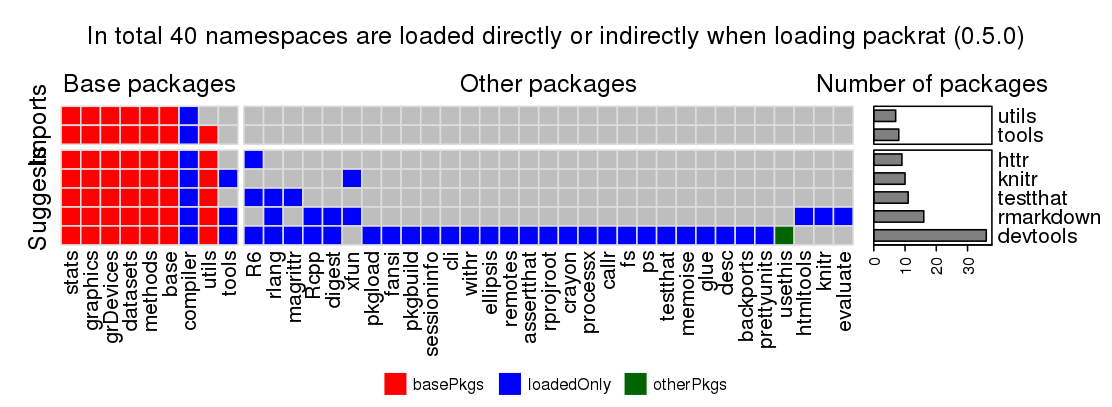 In total 40 namespaces are loaded directly or indirectly when loading packrat (0.5.0)
Base packages
Other packages
Number of packages
Imports
Suggests
utils
tools
httr
knitr
testthat
rmarkdown
devtools
0
10
20
30
stats
graphics
grDevices
datasets
methods
base
compiler
utils
tools
R6
rlang
magrittr
Rcpp
digest
xfun
pkgload
fansi
pkgbuild
sessioninfo
cli
withr
ellipsis
remotes
assertthat
rprojroot
crayon
processx
callr
fs
ps
testthat
memoise
glue
desc
backports
prettyunits
usethis
htmltools
knitr
evaluate
basePkgs
loadedOnly
otherPkgs